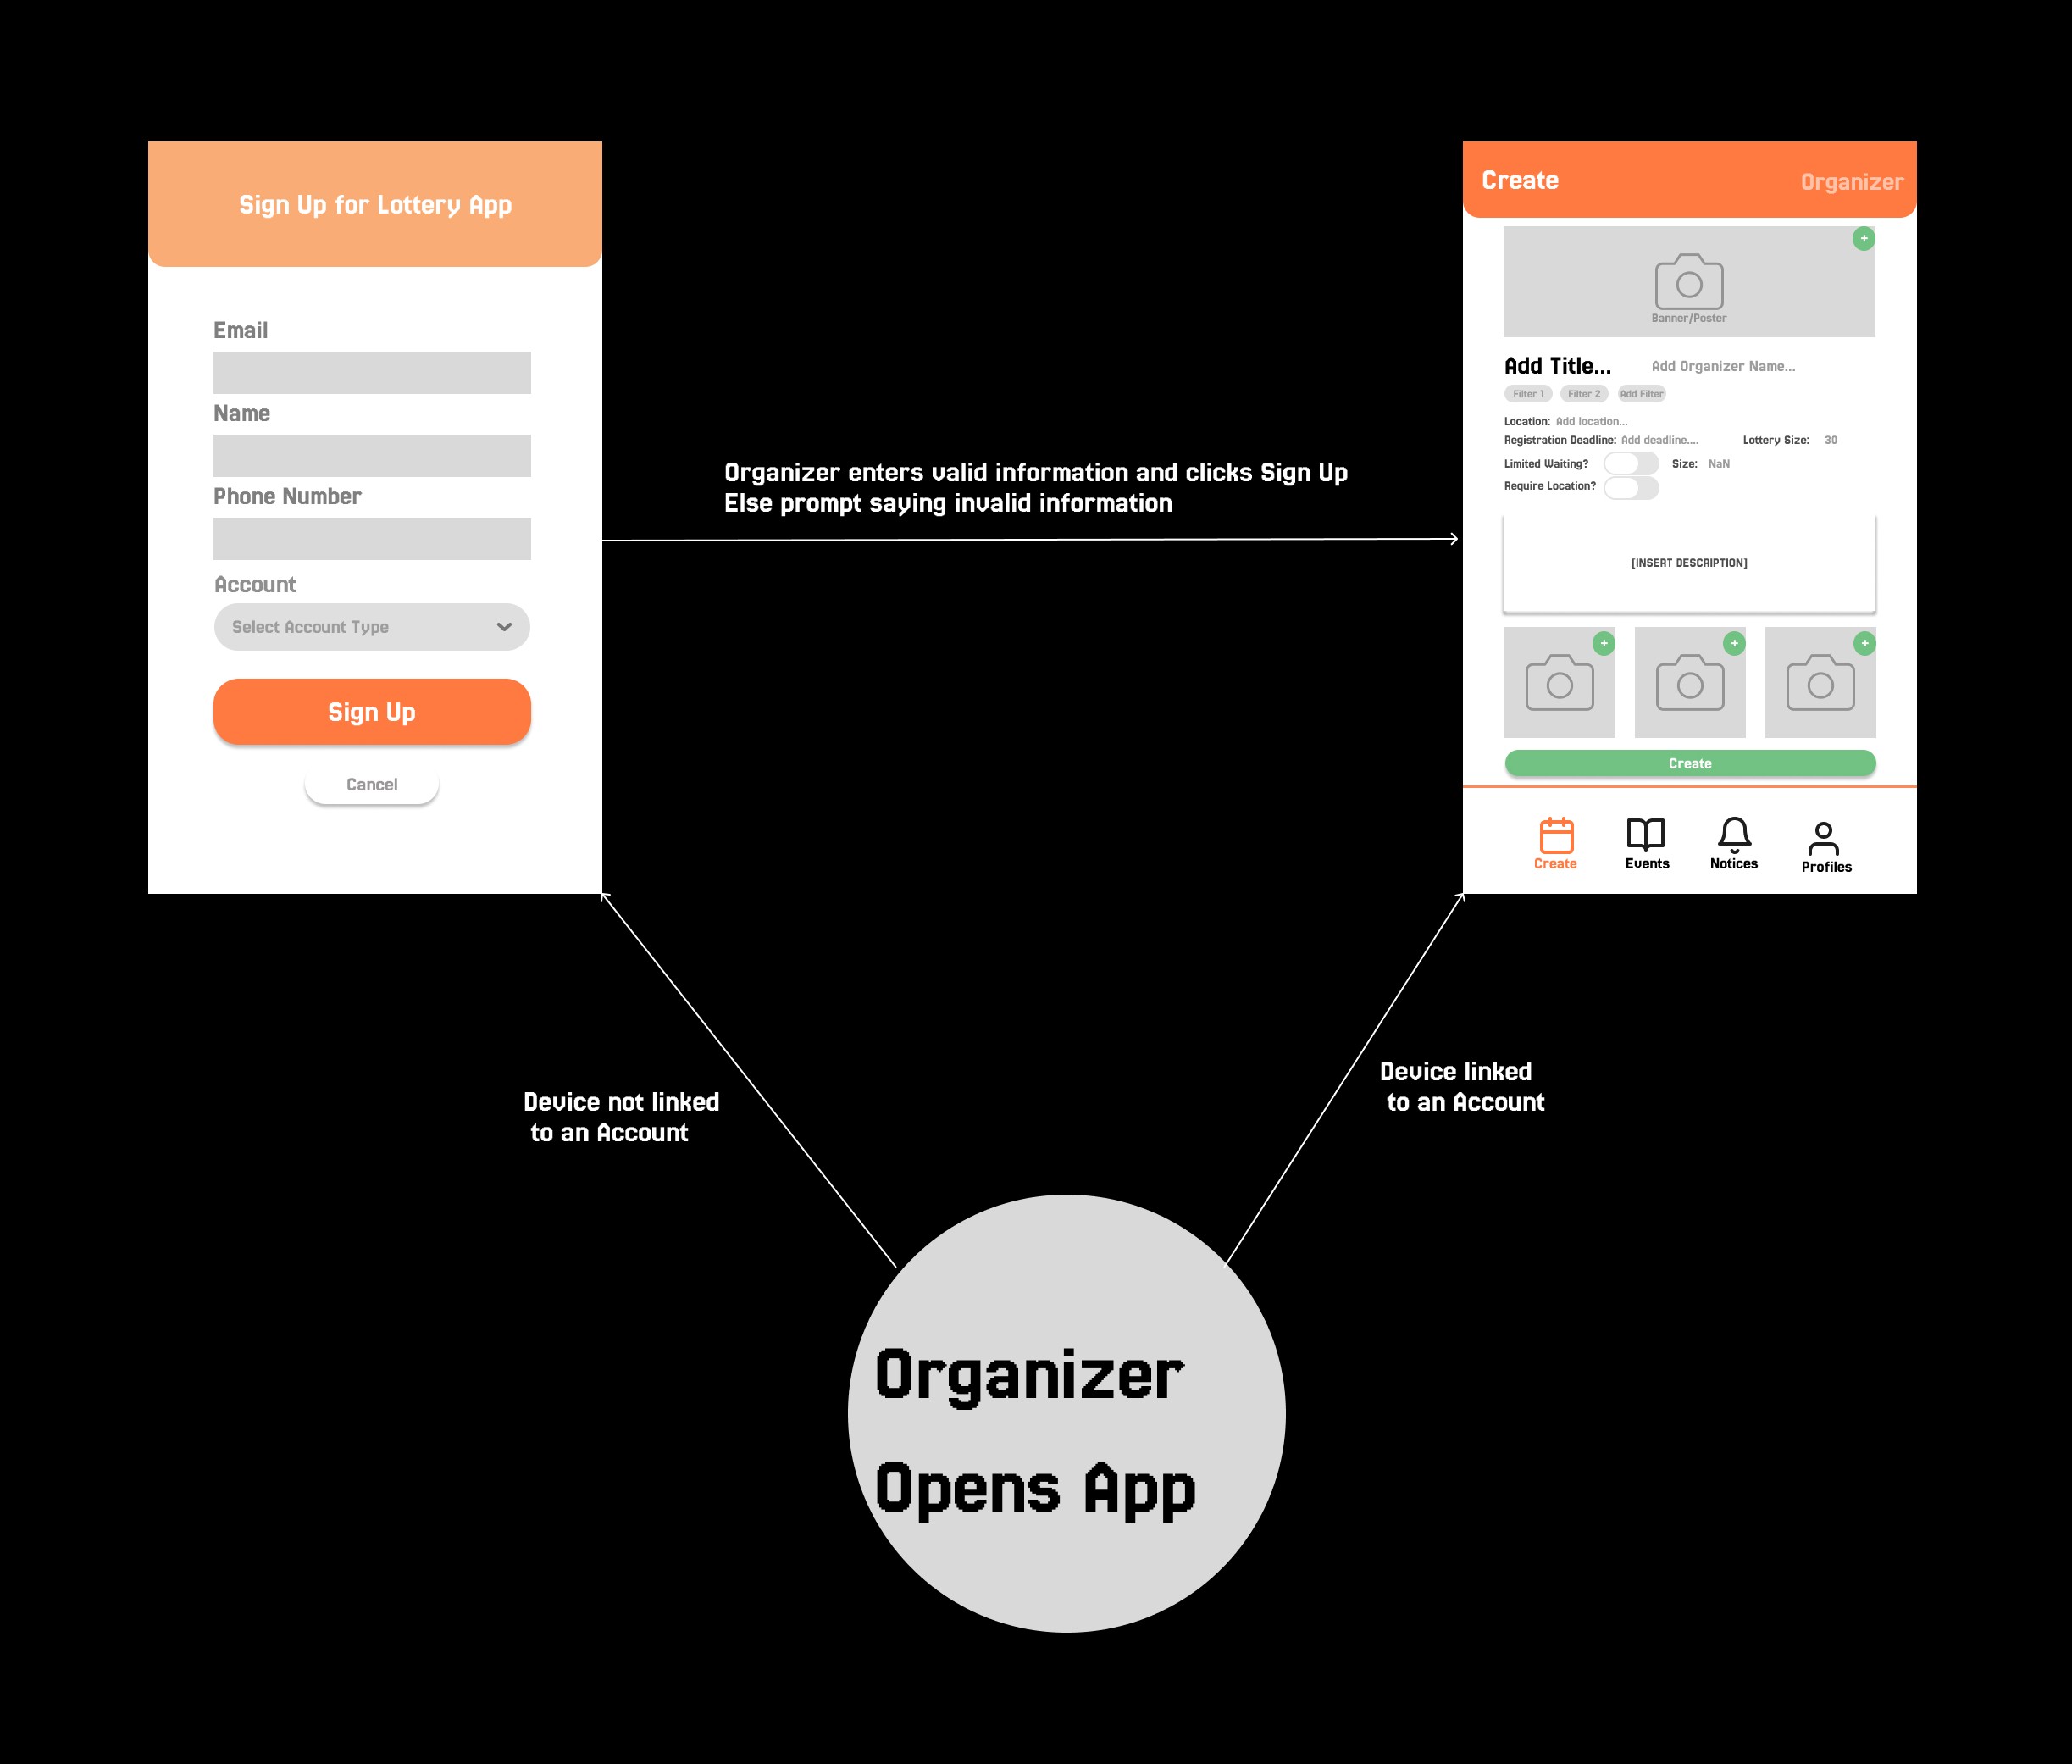 Sign Up for Lottery App
Email
Name
Phone Number
Account
Select Account Type
Sign Up
Cancel
Organizer enters valid information and clicks Sign Up
Else prompt saying invalid information
Create
Organizer
+
Banner/Poster
Add Title...
Add Organizer Name...
Filter 1
Filter 2
Add Filter
Location: Add location...
Registration Deadline: Add deadline....
Lottery Size: 30
Limited Waiting?
Size: NaN
Require Location?
[INSERT DESCRIPTION]
+
+
+
Create
Create
Events
Notices
Profiles
Device not linked
to an Account
Device linked
to an Account
Organizer
Opens App